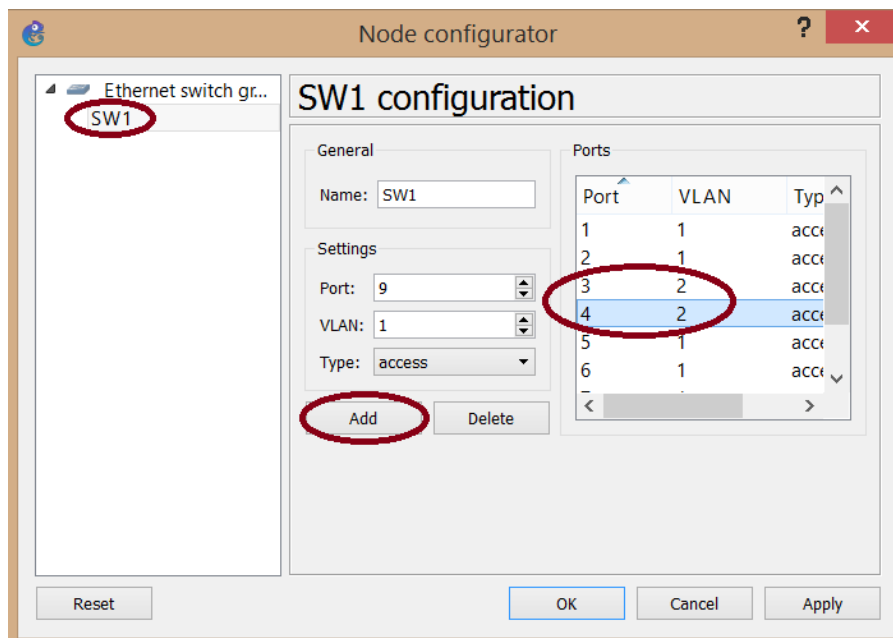 Node configurator
?
Ethernet switch gr...
SW1
SW1 configuration
General
Name: SW1
Settings
Port: 9
VLAN: 1
Type: access
Add Delete
Ports
Port VLAN Typ
1 1 acce
2 1 acce
3 2 acce
4 2 acce
5 1 acce
6 1 acce
Reset OK Cancel Apply